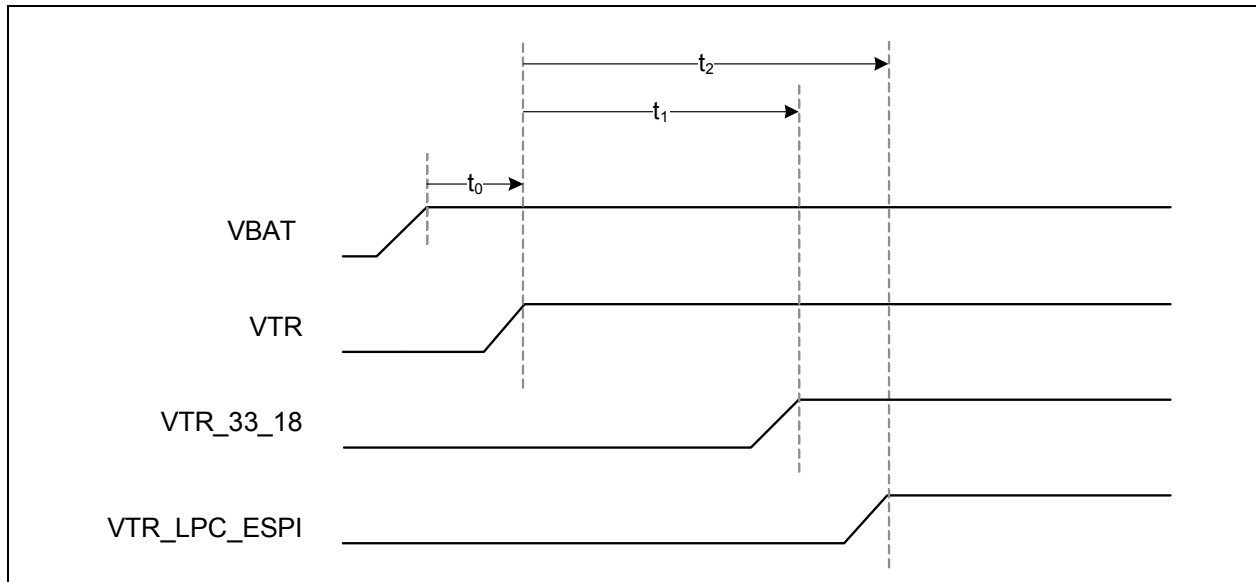 t₂
t₁
t₀
VBAT
VTR
VTR_33_18
VTR_LPC_ESPI